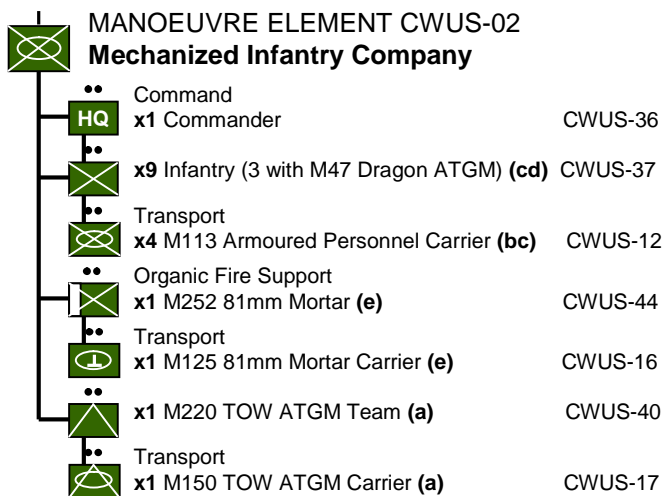 MANOEUVRE ELEMENT CWUS-02
Mechanized Infantry Company
Command
HQ x1 Commander CWUS-36
x9 Infantry (3 with M47 Dragon ATGM) (cd) CWUS-37
Transport
x4 M113 Armoured Personnel Carrier (bc) CWUS-12
Organic Fire Support
x1 M252 81mm Mortar (e) CWUS-44
Transport
x1 M125 81mm Mortar Carrier (e) CWUS-16
x1 M220 TOW ATGM Team (a) CWUS-40
Transport
x1 M150 TOW ATGM Carrier (a) CWUS-17